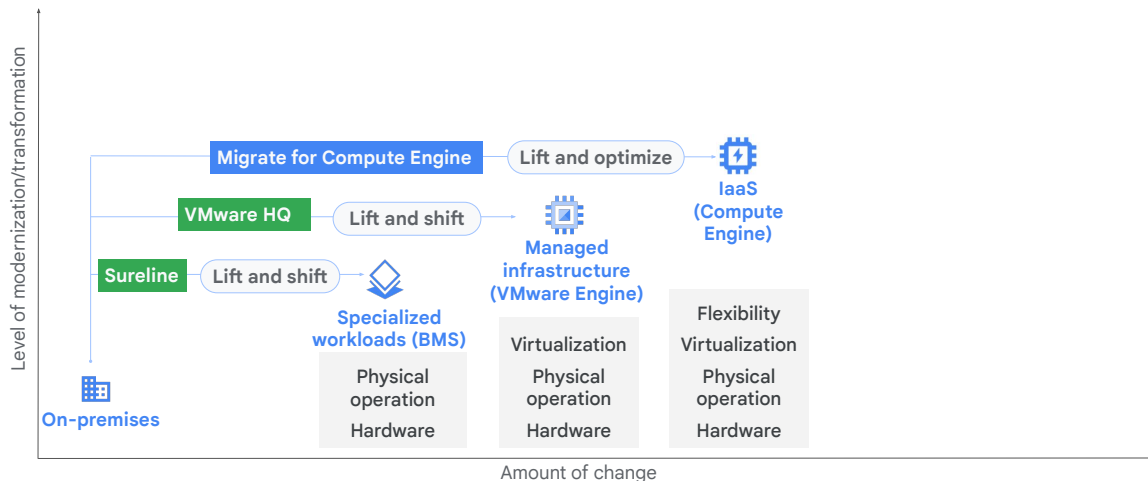 Level of modernization/transformation
Migrate for Compute Engine
Lift and optimize
IaaS
(Compute
Engine)
VMware HQ
Lift and shift
Managed
infrastructure
(VMware Engine)
Sureline
Lift and shift
Specialized
workloads (BMS)
On-premises
Physical
operation
Hardware
Virtualization
Physical
operation
Hardware
Flexibility
Virtualization
Physical
operation
Hardware
Amount of change